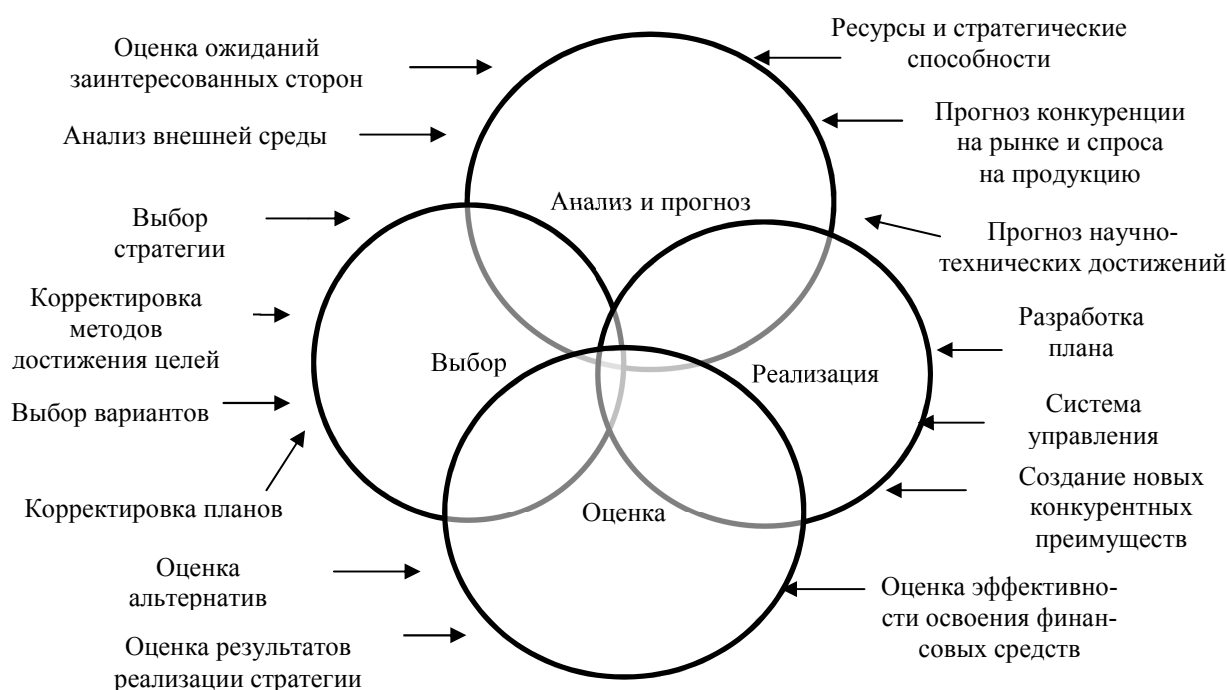 Оценка ожиданий
заинтересованных сторон
Анализ внешней среды
Выбор
стратегии
Корректировка
методов
достижения целей
Выбор вариантов
Корректировка планов
Оценка
альтернатив
Оценка результатов
реализации стратегии
Анализ и прогноз
Выбор
Реализация
Оценка
Ресурсы и стратегические
способности
Прогноз конкуренции
на рынке и спроса
на продукцию
Прогноз научно-
технических достижений
Разработка
плана
Система
управления
Создание новых
конкурентных
преимуществ
Оценка эффективно-
сти освоения финан-
совых средств